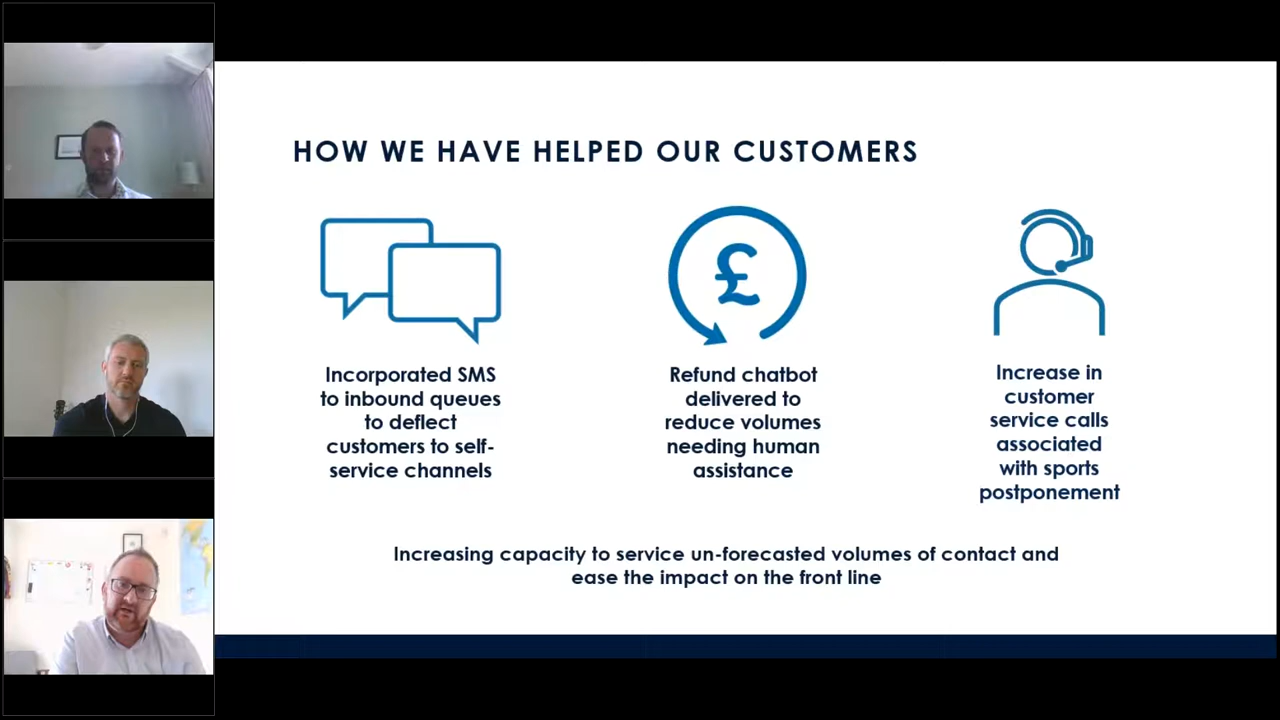 HOW WE HAVE HELPED OUR CUSTOMERS
£
Incorporated SMS
to inbound queues
to deflect
customers to self-
service channels
Refund chatbot
delivered to
reduce volumes
needing human
assistance
Increase in
customer
service calls
associated
with sports
postponement
Increasing capacity to service un-forecasted volumes of contact and
ease the impact on the front line